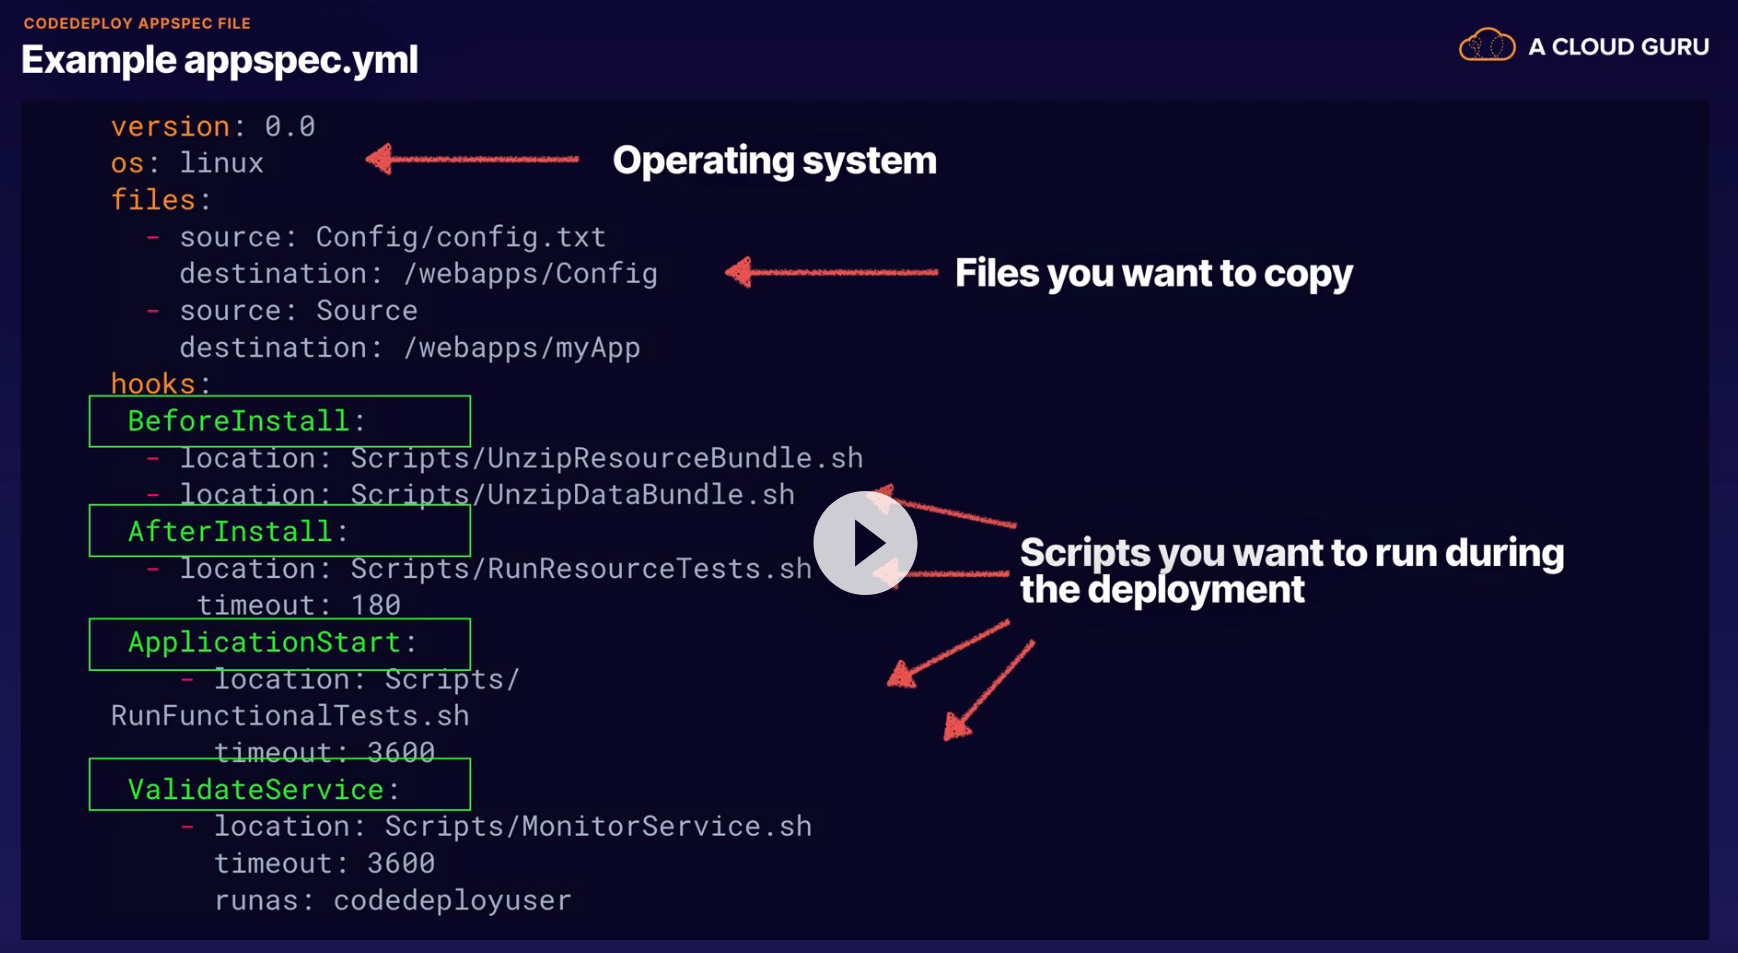 CODEDEPLOY APPSPEC FILE
Example appspec.yml
A CLOUD GURU
version: 0.0
os: linux
Operating system
files:
- source: Config/config.txt
destination: /webapps/Config
Files you want to copy
- source: Source
destination: /webapps/myApp
hooks:
BeforeInstall:
- location: Scripts/UnzipResourceBundle.sh
- location: Scripts/UnzipDataBundle.sh
AfterInstall:
- location: Scripts/RunResourceTests.sh
timeout: 180
Scripts you want to run during
the deployment
ApplicationStart:
- location: Scripts/
RunFunctionalTests.sh
timeout: 3600
ValidateService:
- location: Scripts/MonitorService.sh
timeout: 3600
runas: codedeployuser